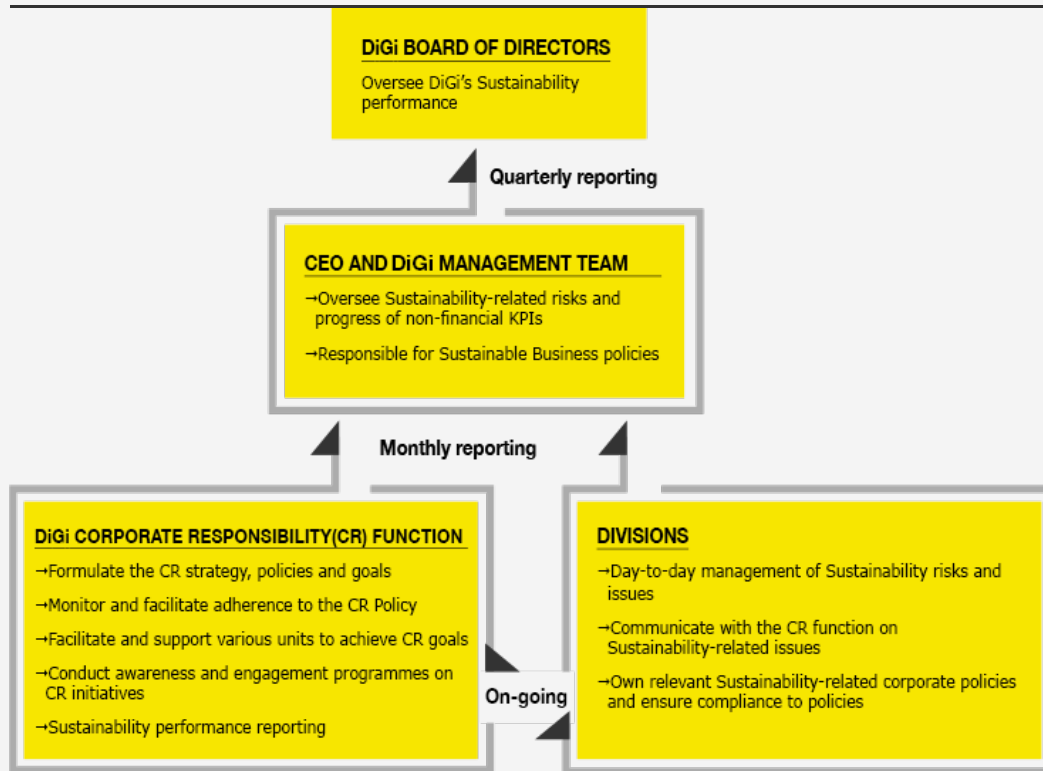 DiGi BOARD OF DIRECTORS
Oversee DiGi's Sustainability
performance
Quarterly reporting
CEO AND DiGi MANAGEMENT TEAM
→Oversee Sustainability-related risks and
progress of non-financial KPIs
→Responsible for Sustainable Business policies
Monthly reporting
DiGi CORPORATE RESPONSIBILITY(CR) FUNCTION
→Formulate the CR strategy, policies and goals
→Monitor and facilitate adherence to the CR Policy
→Facilitate and support various units to achieve CR goals
→Conduct awareness and engagement programmes on
CR initiatives
→Sustainability performance reporting
On-going
DIVISIONS
→Day-to-day management of Sustainability risks and
issues
→Communicate with the CR function on
Sustainability-related issues
→Own relevant Sustainability-related corporate policies
and ensure compliance to policies